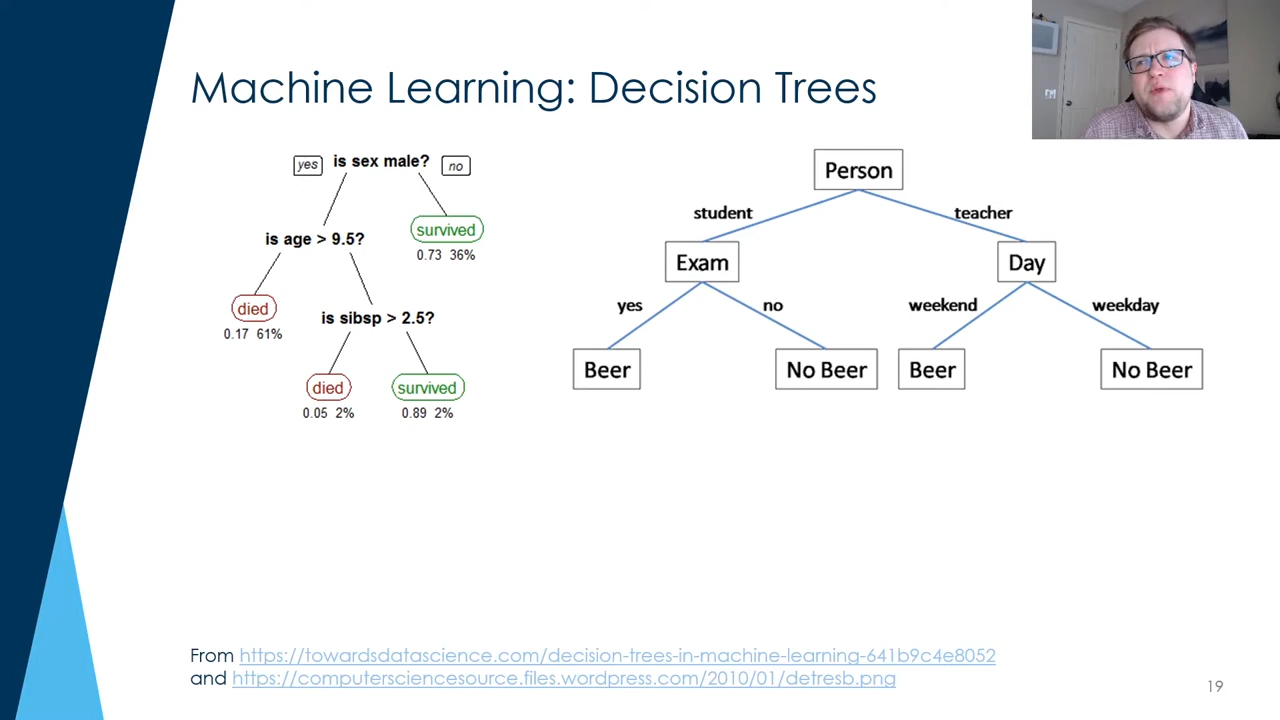 Machine Learning: Decision Trees
yes is sex male? no
is age > 9.5?
survived
0.73 36%
died
0.17 61%
is sibsp > 2.5?
died
0.05 2%
survived
0.89 2%
Person
student teacher
Exam Day
yes no weekend weekday
Beer No Beer Beer No Beer
From https://towardsdatascience.com/decision-trees-in-machine-learning-641b9c4e8052
and https://computersciencesource.files.wordpress.com/2010/01/detresb.png
19